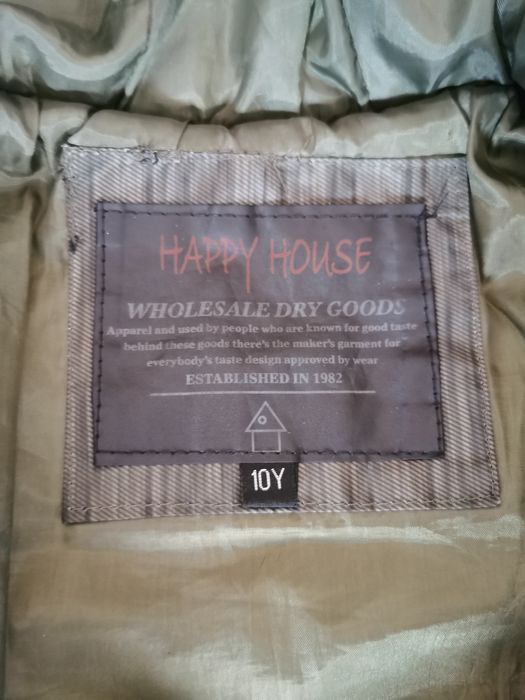 HAPPY HOUSE
WHOLESALE DRY GOODS
Apparel and used by people who are known for good taste
behind these goods there's the maker's garment for
everybody's taste design approved by wear
ESTABLISHED IN 1982
10Y